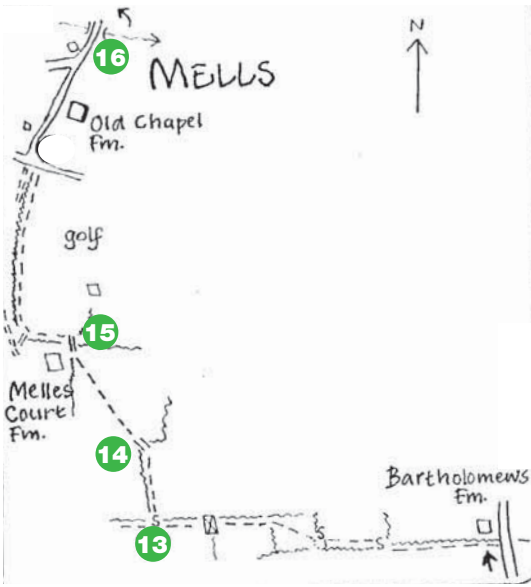 N
16
MELLS
Old Chapel
Fm.
golf
15
Melles
Court
Fm.
14
Bartholomews
Fm.
13
S
S
S